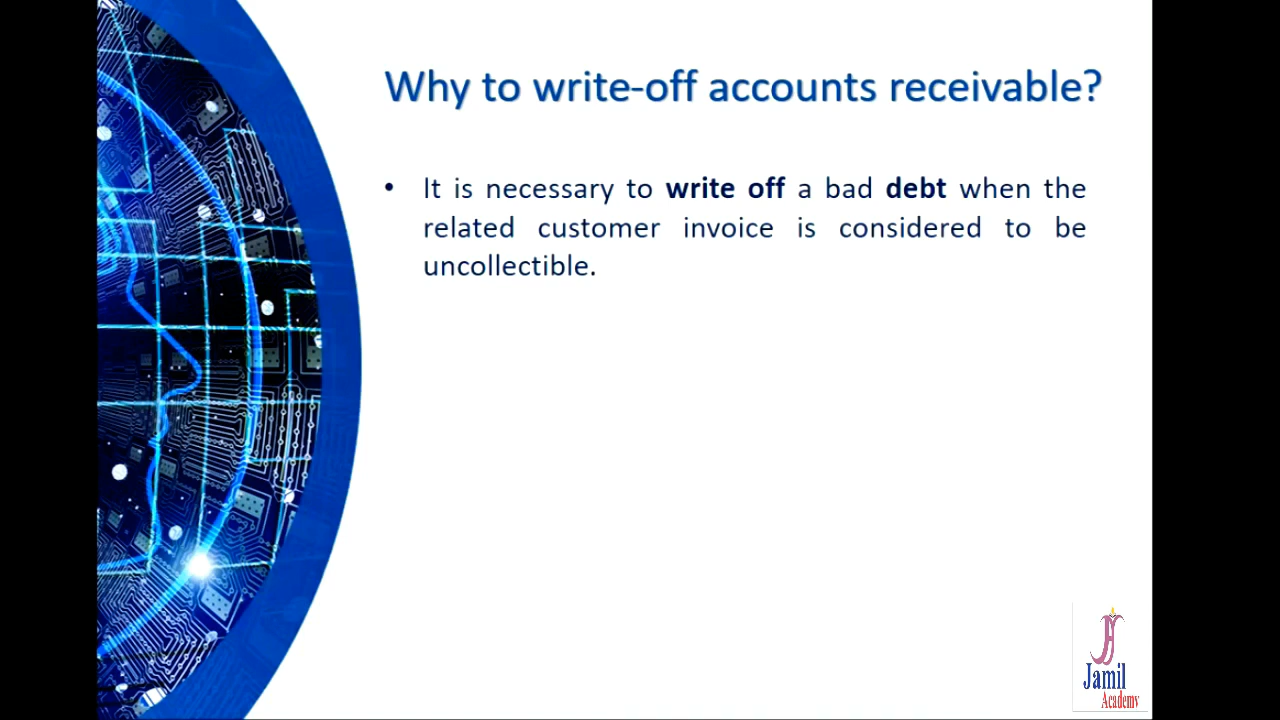 Why to write-off accounts receivable?
• It is necessary to write off a bad debt when the
related customer invoice is considered to be
uncollectible.
Jamil
Academy